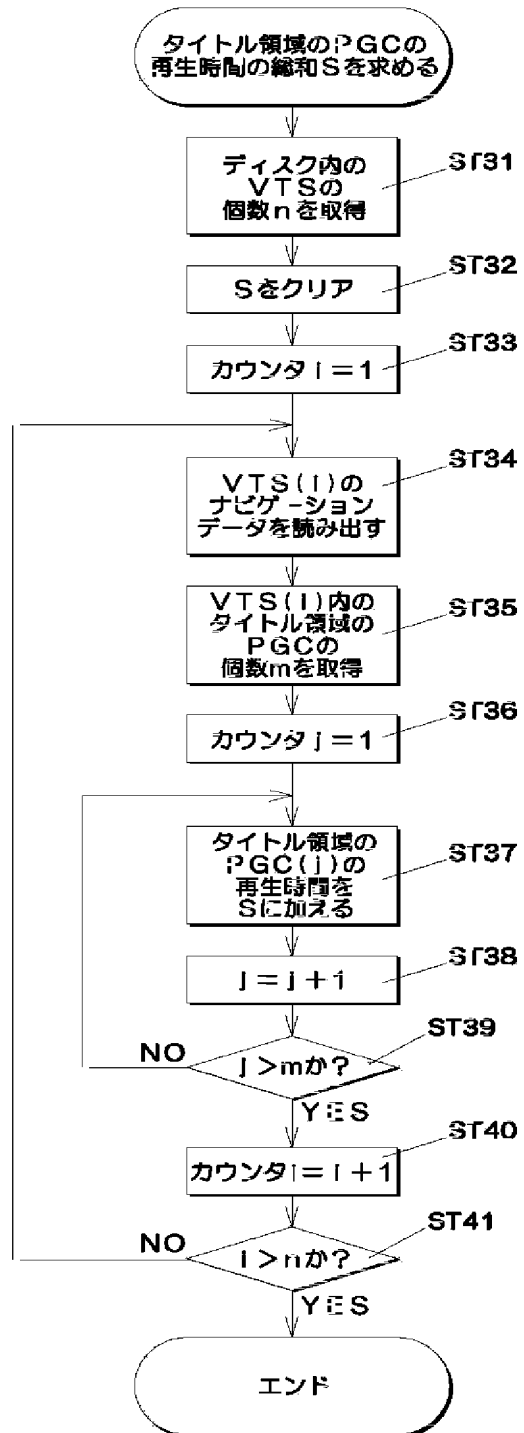 タイトル領域のPGCの
再生時間の総和Sを求める
ディスク内の
VTSの
個数nを取得
ST31
Sをクリア
ST32
カウンタi=1
ST33
VTS(i)の
ナビゲーション
データを読み出す
ST34
VTS(i)内の
タイトル領域の
PGCの
個数mを取得
ST35
カウンタj=1
ST36
タイトル領域の
PGC(j)の
再生時間を
Sに加える
ST37
j=j+1
ST38
j>mか?
ST39
NO
YES
カウンタi=i+1
ST40
i>nか?
ST41
NO
YES
エンド